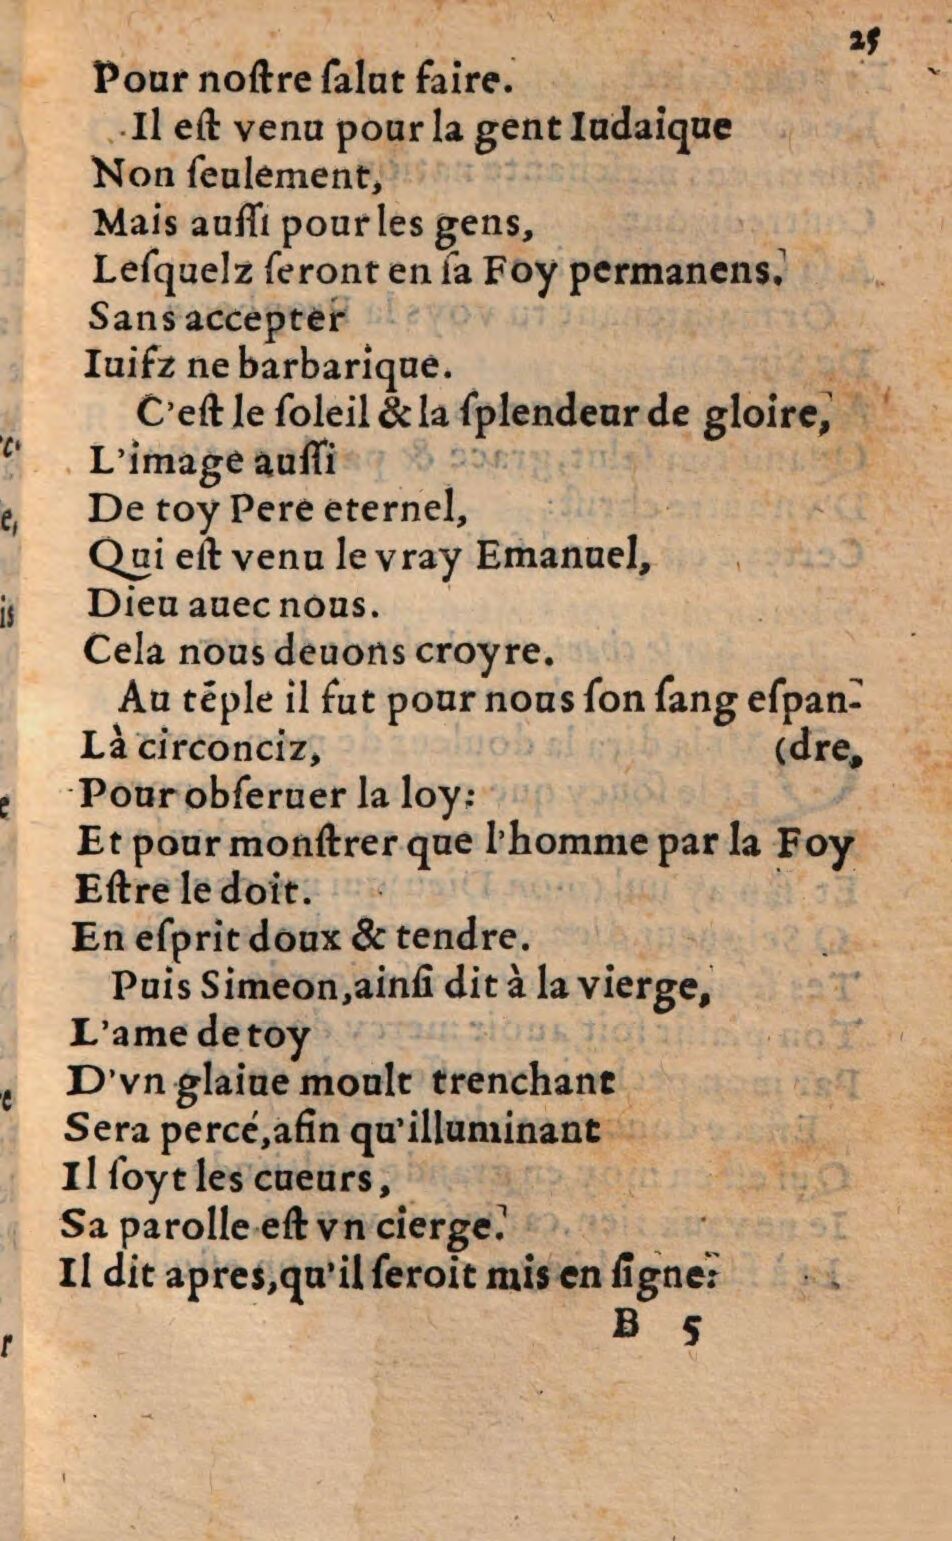 25
Pour noſtre ſalut faire.
Il eſt venu pour la gent Iudaique
Non ſeulement,
Mais auſſi pour les gens,
Leſquelz ſeront en ſa Foy permanens.
Sans accepter
Iuifz ne barbarique.
C'eſt le ſoleil & la ſplendeur de gloire,
L'image auſſi
De toy Pere eternel,
Qui eſt venu le vray Emanuel,
Dieu auec nous.
Cela nous deuons croyre.
Au tēple il fut pour nous ſon ſang eſpan-
Là circonciz, (dre,
Pour obſeruer la loy:
Et pour monſtrer que l'homme par la Foy
Eſtre le doit.
En eſprit doux & tendre.
Puis Simeon, ainſi dit à la vierge,
L'ame de toy
D'vn glaiue moult trenchant
Sera percé, afin qu'illuminant
Il ſoyt les cueurs,
Sa parolle eſt vn cierge.
Il dit apres, qu'il ſeroit mis en ſigne:
B 5